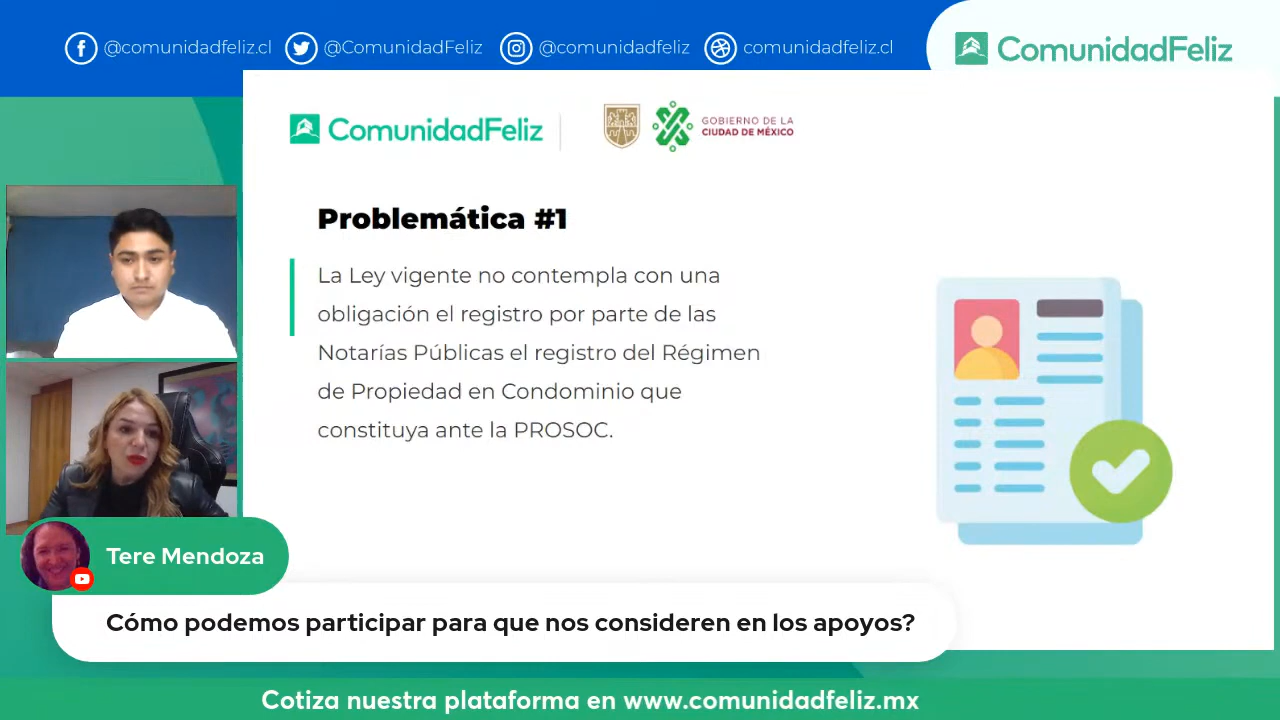 @comunidadfeliz.cl @ComunidadFeliz @comunidadfeliz comunidadfeliz.cl
ComunidadFeliz
ComunidadFeliz
GOBIERNO DE LA
CIUDAD DE MÉXICO
Problemática #1
La Ley vigente no contempla con una
obligación el registro por parte de las
Notarías Públicas el registro del Régimen
de Propiedad en Condominio que
constituya ante la PROSOC.
Tere Mendoza
Cómo podemos participar para que nos consideren en los apoyos?
Cotiza nuestra plataforma en www.comunidadfeliz.mx